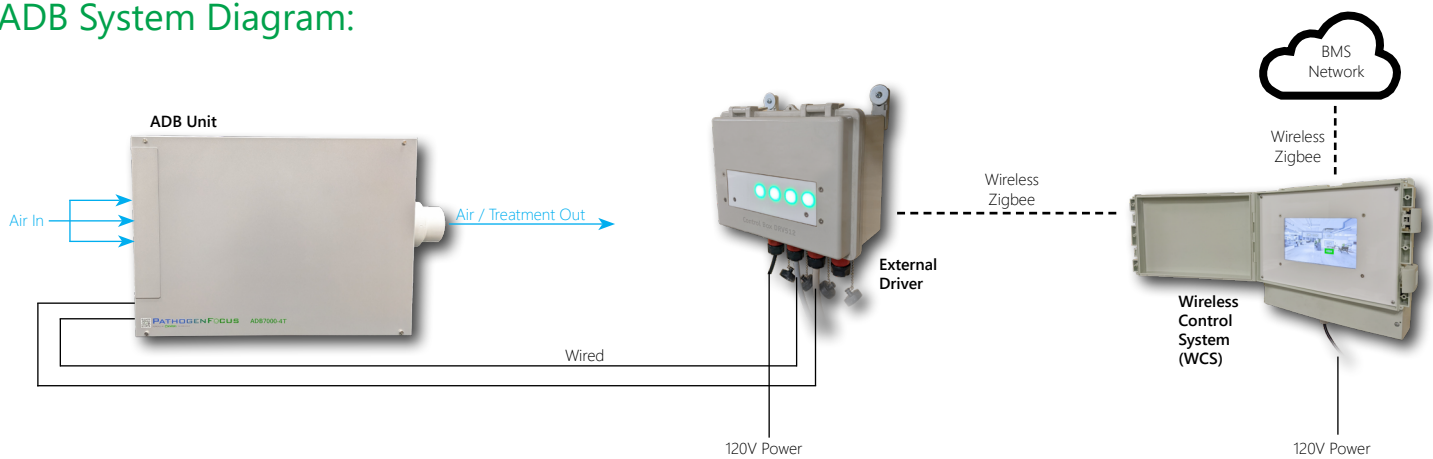 ADB System Diagram:
BMS
Network
ADB Unit
Wireless
Zigbee
Air In
Air / Treatment Out
Wireless
Zigbee
External
Driver
PATHOGENFOCUS ADB7000-4T
Wireless
Control
System
(WCS)
Wired
120V Power
120V Power